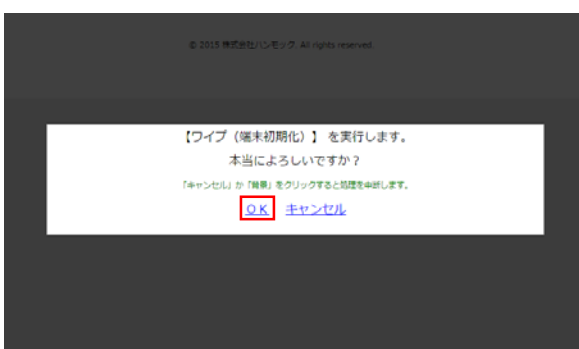 © 2015 株式会社ハンモック. All rights reserved.
【ワイプ（端末初期化）】 を実行します。
本当によろしいですか？
「キャンセル」か「背景」をクリックすると処理を中断します。
ＯＫ キャンセル